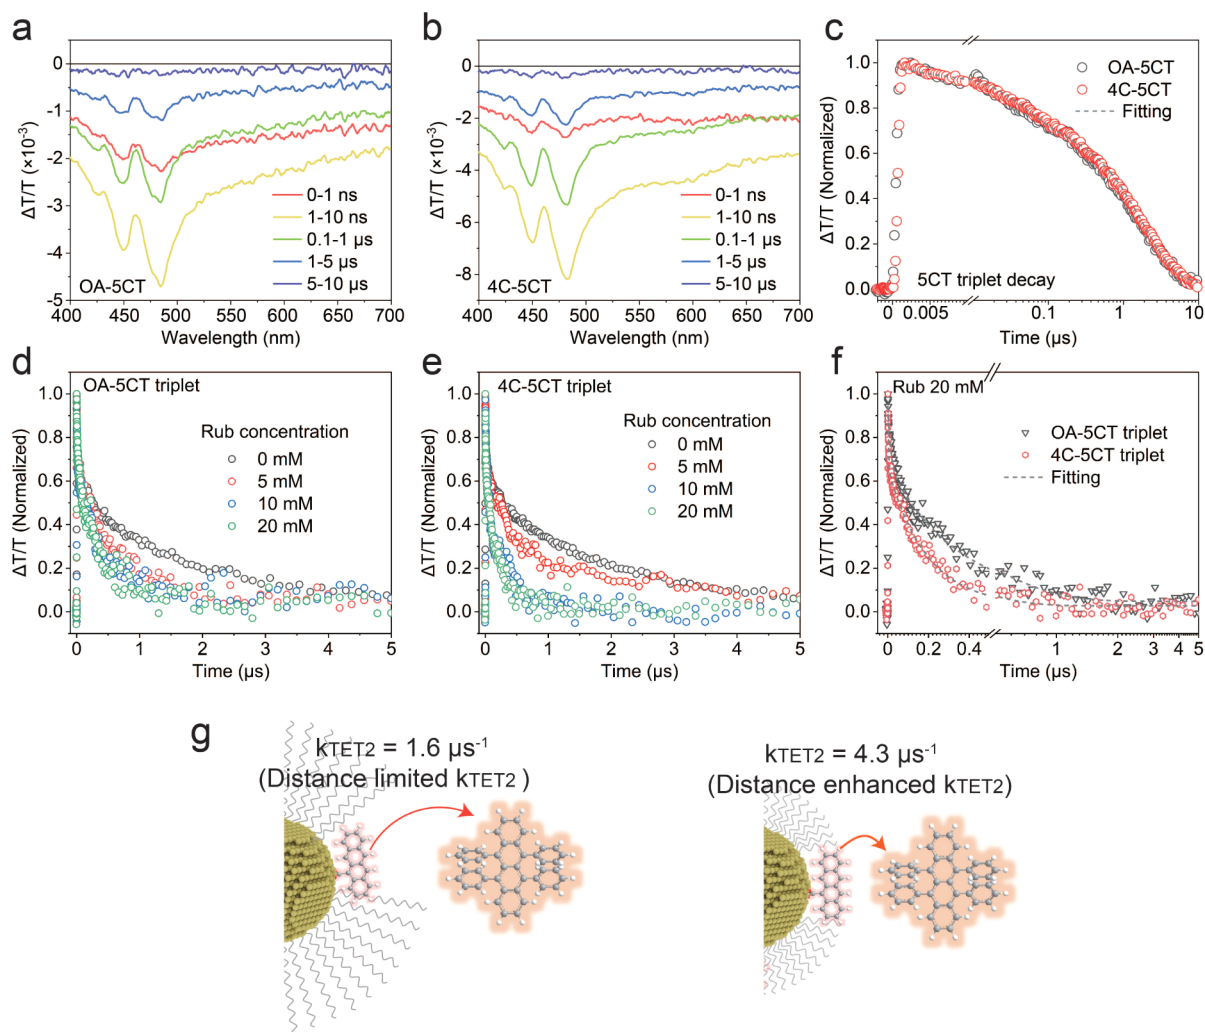 a
0
-1
-2
-3
-4
-5
ΔT/T (×10⁻³)
0-1 ns
1-10 ns
0.1-1 µs
1-5 µs
5-10 µs
OA-5CT
400 450 500 550 600 650 700
Wavelength (nm)
b
0
-2
-4
-6
-8
ΔT/T (×10⁻³)
0-1 ns
1-10 ns
0.1-1 µs
1-5 µs
5-10 µs
4C-5CT
400 450 500 550 600 650 700
Wavelength (nm)
c
1.0
0.8
0.6
0.4
0.2
0.0
ΔT/T (Normalized)
OA-5CT
4C-5CT
Fitting
5CT triplet decay
0 0.005 0.1 1 10
Time (µs)
d
OA-5CT triplet
1.0
0.8
0.6
0.4
0.2
0.0
ΔT/T (Normalized)
Rub concentration
0 mM
5 mM
10 mM
20 mM
0 1 2 3 4 5
Time (µs)
e
4C-5CT triplet
1.0
0.8
0.6
0.4
0.2
0.0
ΔT/T (Normalized)
Rub concentration
0 mM
5 mM
10 mM
20 mM
0 1 2 3 4 5
Time (µs)
f
Rub 20 mM
1.0
0.8
0.6
0.4
0.2
0.0
ΔT/T (Normalized)
OA-5CT triplet
4C-5CT triplet
Fitting
0 0.2 0.4 1 2 3 4 5
Time (µs)
g
kTET2 = 1.6 µs⁻¹
(Distance limited kTET2 )
kTET2 = 4.3 µs⁻¹
(Distance enhanced kTET2)